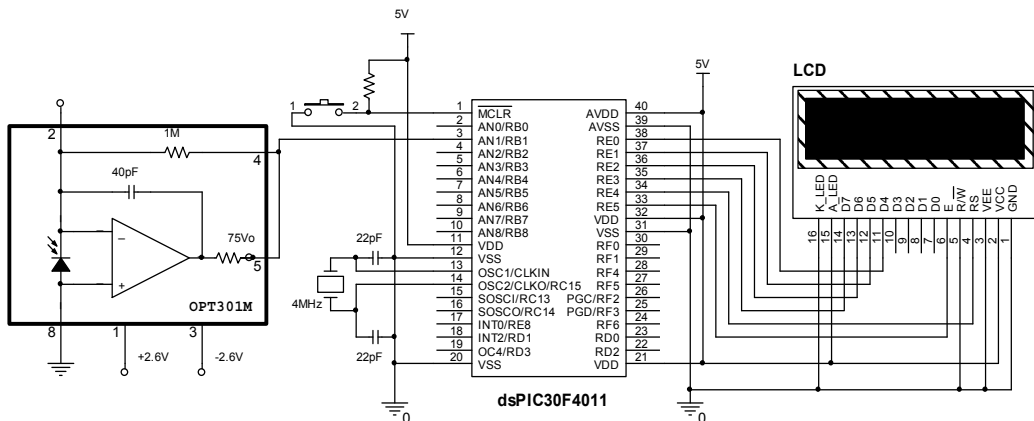 5V
1 2
5V
LCD
2
1M
4
40pF
75Vo
5
–
+
OPT301M
8
1
3
+2.6V
-2.6V
22pF
4MHz
22pF
0
1 MCLR
2 AN0/RB0
3 AN1/RB1
4 AN2/RB2
5 AN3/RB3
6 AN4/RB4
7 AN5/RB5
8 AN6/RB6
9 AN7/RB7
10 AN8/RB8
11 VDD
12 VSS
13 OSC1/CLKIN
14 OSC2/CLKO/RC15
15 SOSCI/RC13
16 SOSCO/RC14
17 INT0/RE8
18 INT2/RD1
19 OC4/RD3
20 VSS
AVDD 40
AVSS 39
RE0 38
RE1 37
RE2 36
RE3 35
RE4 34
RE5 33
VDD 32
VSS 31
RF0 30
RF1 29
RF4 28
RF5 27
PGC/RF2 26
PGD/RF3 25
RF6 24
RD0 23
RD2 22
VDD 21
dsPIC30F4011
0
K_LED 16
A_LED 15
D7 14
D6 13
D5 12
D4 11
D3 10
D2 9
D1 8
D0 7
E 6
R/W 5
RS 4
VEE 3
VCC 2
GND 1